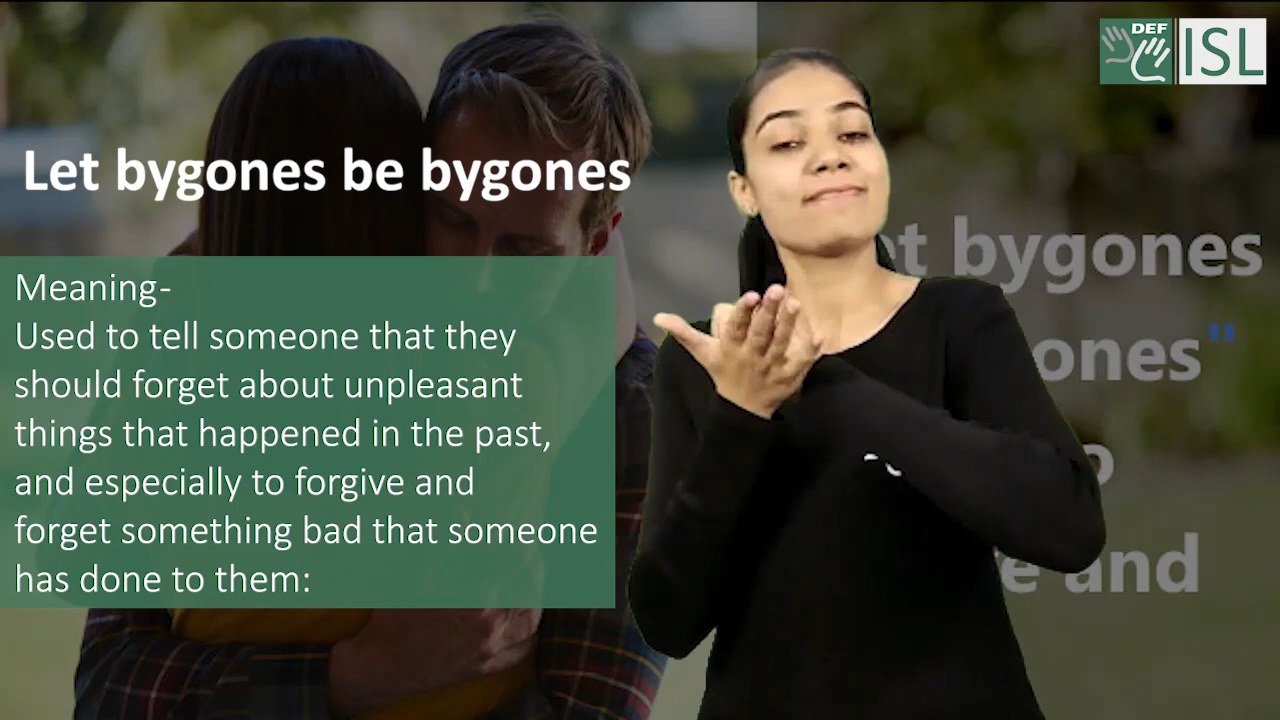 DEF
ISL
Let bygones be bygones
Meaning-
Used to tell someone that they
should forget about unpleasant
things that happened in the past,
and especially to forgive and
forget something bad that someone
has done to them:
bygones
and